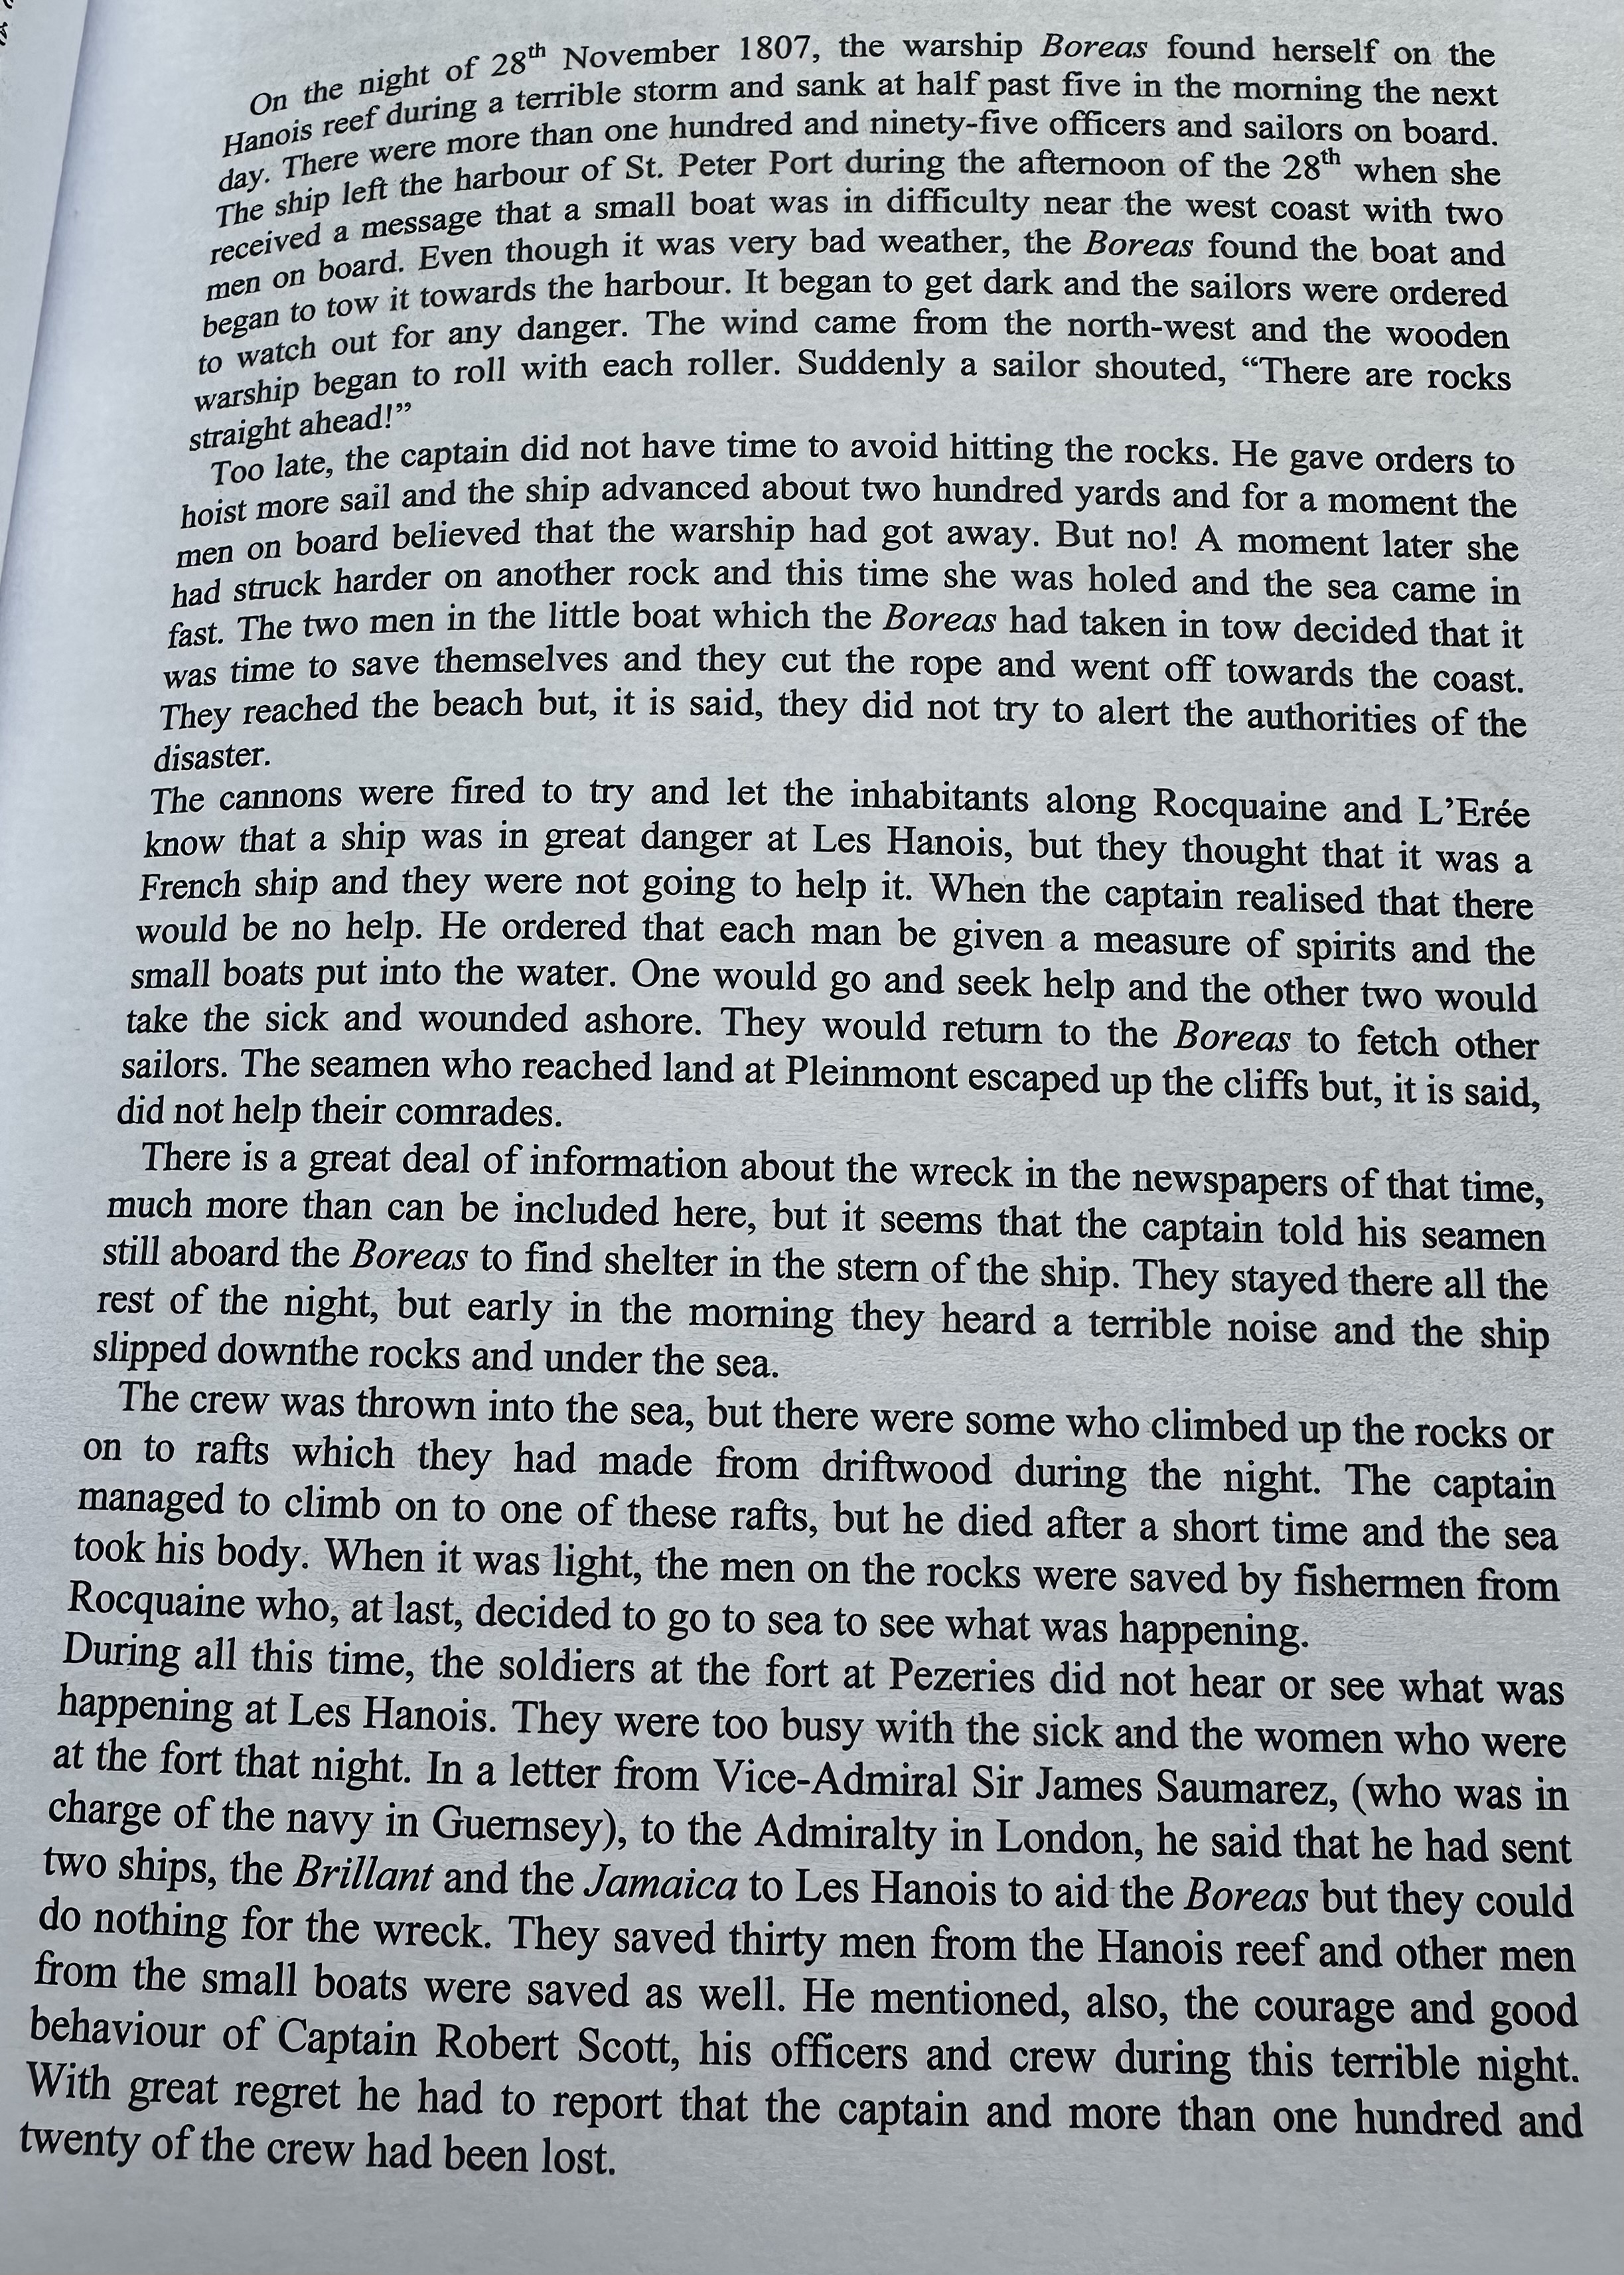 On the night of 28th November 1807, the warship Boreas found herself on the
Hanois reef during a terrible storm and sank at half past five in the morning the next
day. There were more than one hundred and ninety-five officers and sailors on board.
The ship left the harbour of St. Peter Port during the afternoon of the 28th when she
received a message that a small boat was in difficulty near the west coast with two
men on board. Even though it was very bad weather, the Boreas found the boat and
began to tow it towards the harbour. It began to get dark and the sailors were ordered
to watch out for any danger. The wind came from the north-west and the wooden
warship began to roll with each roller. Suddenly a sailor shouted, “There are rocks
straight ahead!”
Too late, the captain did not have time to avoid hitting the rocks. He gave orders to
hoist more sail and the ship advanced about two hundred yards and for a moment the
men on board believed that the warship had got away. But no! A moment later she
had struck harder on another rock and this time she was holed and the sea came in
fast. The two men in the little boat which the Boreas had taken in tow decided that it
was time to save themselves and they cut the rope and went off towards the coast.
They reached the beach but, it is said, they did not try to alert the authorities of the
disaster.
The cannons were fired to try and let the inhabitants along Rocquaine and L’Erée
know that a ship was in great danger at Les Hanois, but they thought that it was a
French ship and they were not going to help it. When the captain realised that there
would be no help. He ordered that each man be given a measure of spirits and the
small boats put into the water. One would go and seek help and the other two would
take the sick and wounded ashore. They would return to the Boreas to fetch other
sailors. The seamen who reached land at Pleinmont escaped up the cliffs but, it is said,
did not help their comrades.
There is a great deal of information about the wreck in the newspapers of that time,
much more than can be included here, but it seems that the captain told his seamen
still aboard the Boreas to find shelter in the stern of the ship. They stayed there all the
rest of the night, but early in the morning they heard a terrible noise and the ship
slipped downthe rocks and under the sea.
The crew was thrown into the sea, but there were some who climbed up the rocks or
on to rafts which they had made from driftwood during the night. The captain
managed to climb on to one of these rafts, but he died after a short time and the sea
took his body. When it was light, the men on the rocks were saved by fishermen from
Rocquaine who, at last, decided to go to sea to see what was happening.
During all this time, the soldiers at the fort at Pezeries did not hear or see what was
happening at Les Hanois. They were too busy with the sick and the women who were
at the fort that night. In a letter from Vice-Admiral Sir James Saumarez, (who was in
charge of the navy in Guernsey), to the Admiralty in London, he said that he had sent
two ships, the Brillant and the Jamaica to Les Hanois to aid the Boreas but they could
do nothing for the wreck. They saved thirty men from the Hanois reef and other men
from the small boats were saved as well. He mentioned, also, the courage and good
behaviour of Captain Robert Scott, his officers and crew during this terrible night.
With great regret he had to report that the captain and more than one hundred and
twenty of the crew had been lost.